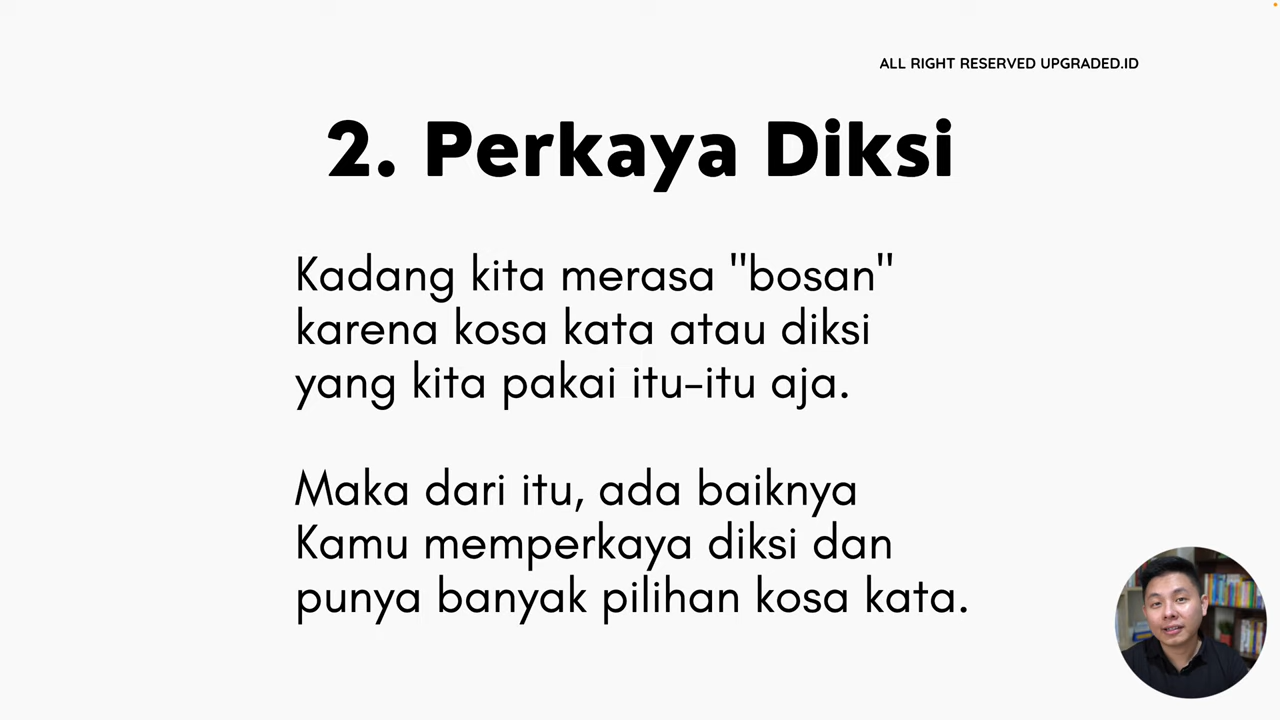 ALL RIGHT RESERVED UPGRADED.ID
2. Perkaya Diksi
Kadang kita merasa "bosan"
karena kosa kata atau diksi
yang kita pakai itu-itu aja.
Maka dari itu, ada baiknya
Kamu memperkaya diksi dan
punya banyak pilihan kosa kata.